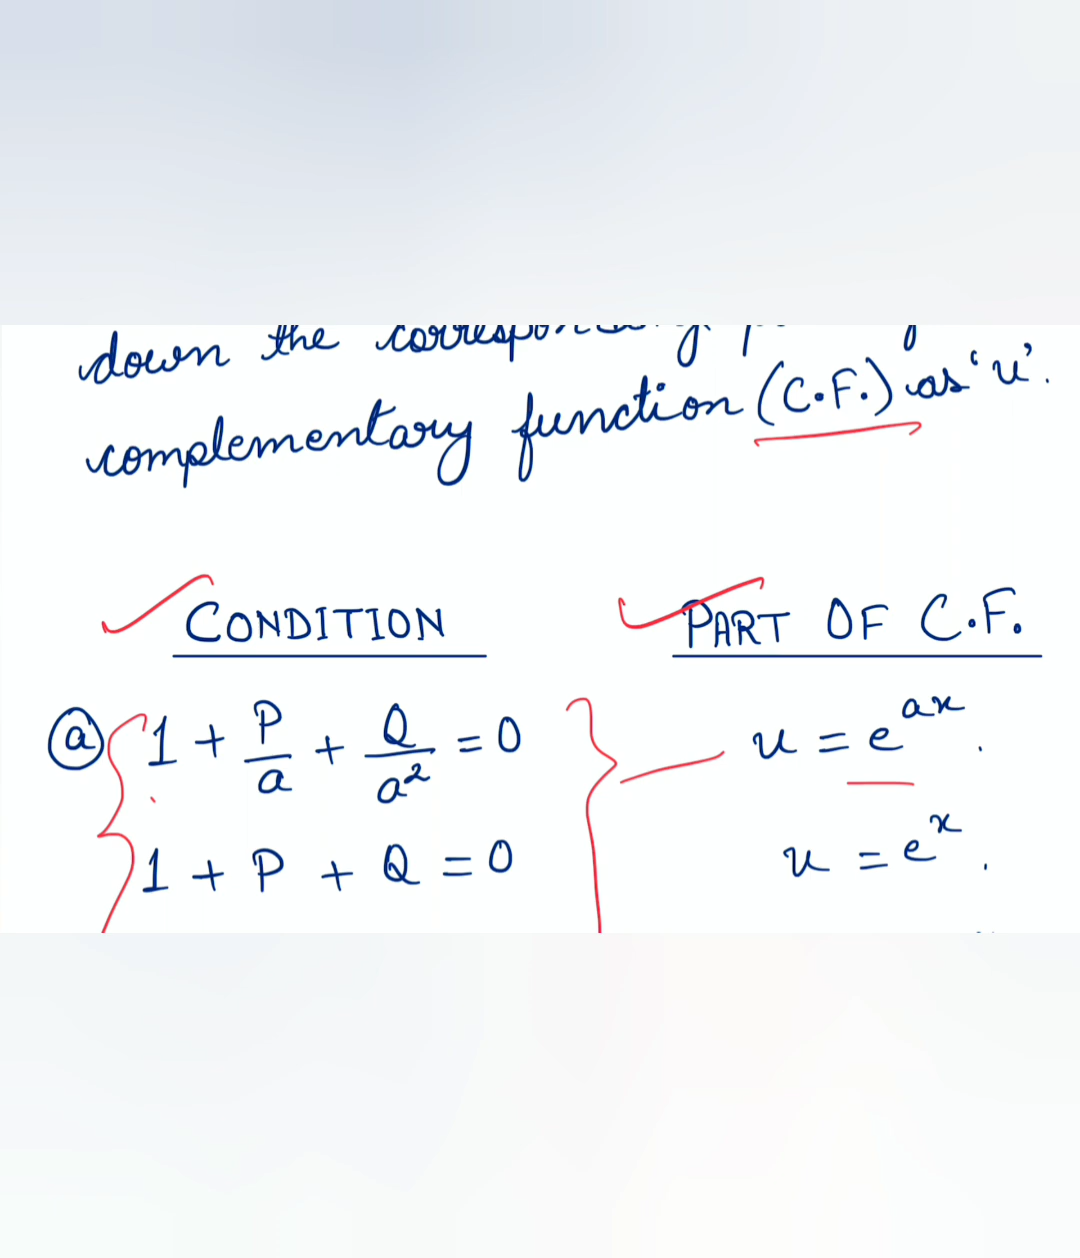 down the
complementary function (C.F.) as 'u'.
CONDITION PART OF C.F.
(a) 1 + P/a + Q/a² = 0 u = e^{ax}.
1 + P + Q = 0 u = e^x.